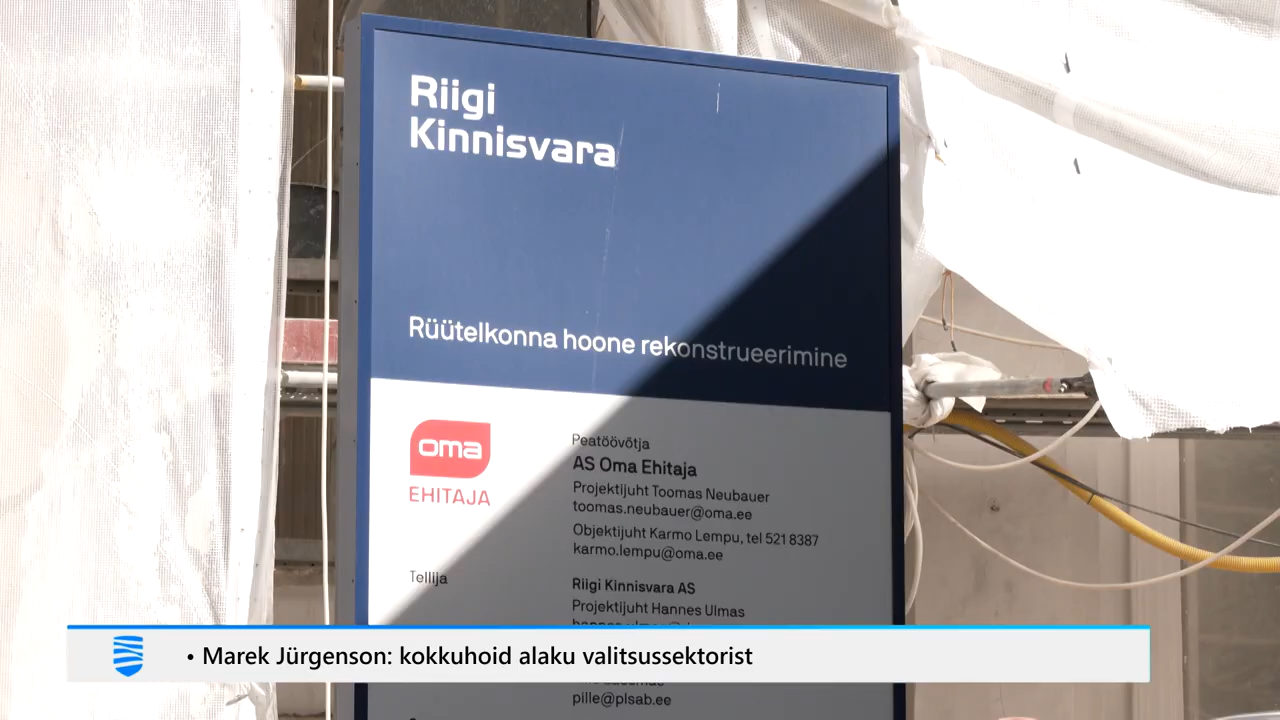 Riigi
Kinnisvara
Rüütelkonna hoone rekonstrueerimine
oma
EHITAJA
Peatöövõtja
AS Oma Ehitaja
Projektijuht Toomas Neubauer
toomas.neubauer@oma.ee
Objektijuht Karmo Lempu, tel 521 8387
karmo.lempu@oma.ee
Tellija
Riigi Kinnisvara AS
Projektijuht Hannes Ulmas
• Marek Jürgenson: kokkuhoid alaku valitsussektorist
pille@plsab.ee